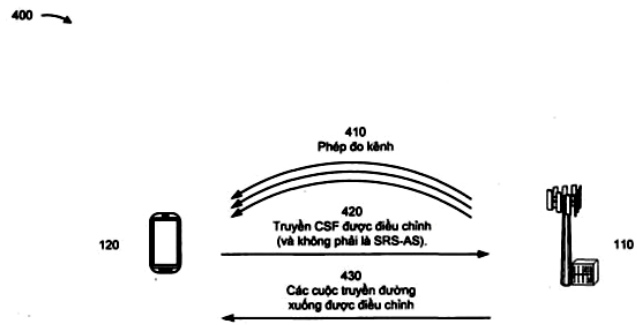 400
410
Phép đo kênh
420
Truyền CSF được điều chỉnh
(và không phải là SRS-AS).
120
110
430
Các cuộc truyền đường
xuống được điều chỉnh